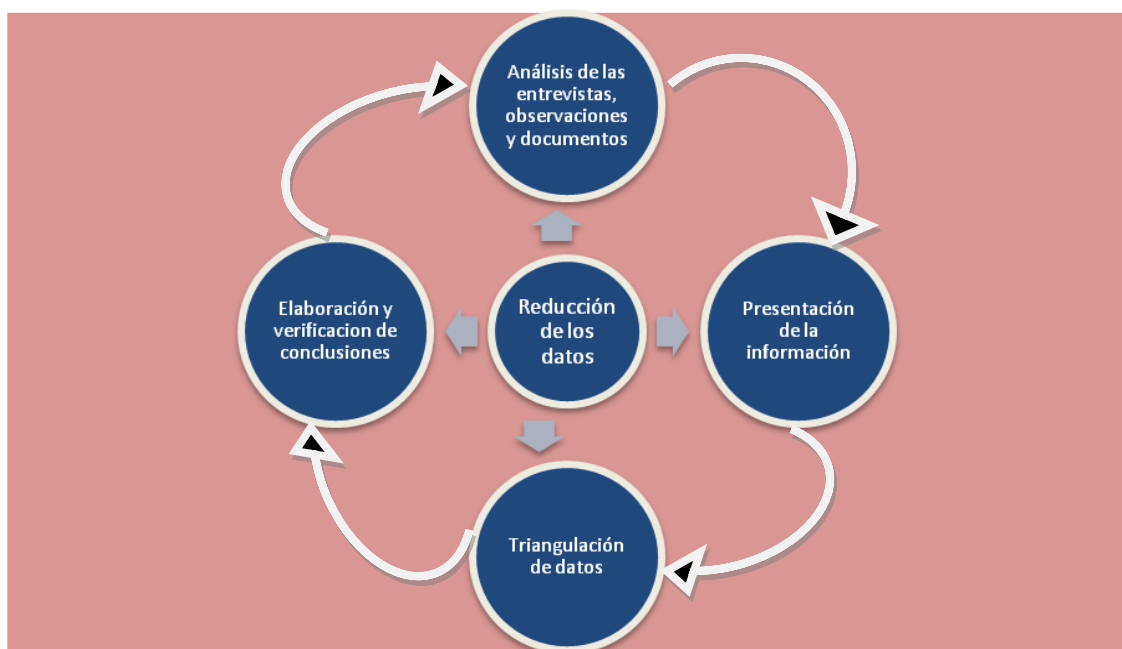 Análisis de las
entrevistas,
observaciones
y documentos
Elaboración y
verificacion de
conclusiones
Reducción
de los
datos
Presentación
de la
información
Triangulación
de datos